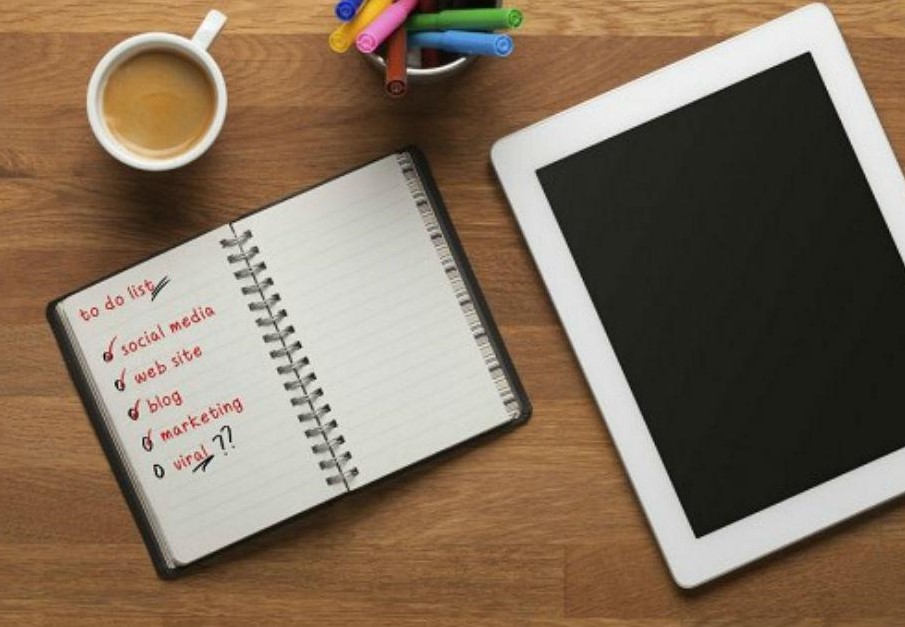 to do list
social media
web site
blog
marketing
viral ??